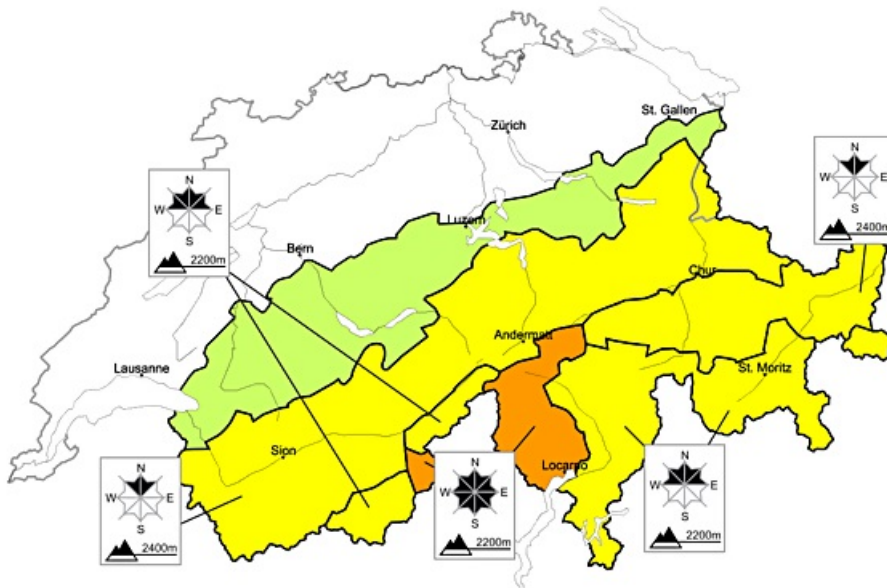 St. Gallen
Zürich
N
W E
S
2400m
N
W E
S
2200m
Luzern
Bern
Chur
Andermatt
Lausanne
St. Moritz
Sion
N
W E
S
2400m
Locarno
N
W E
S
2200m
N
W E
S
2200m